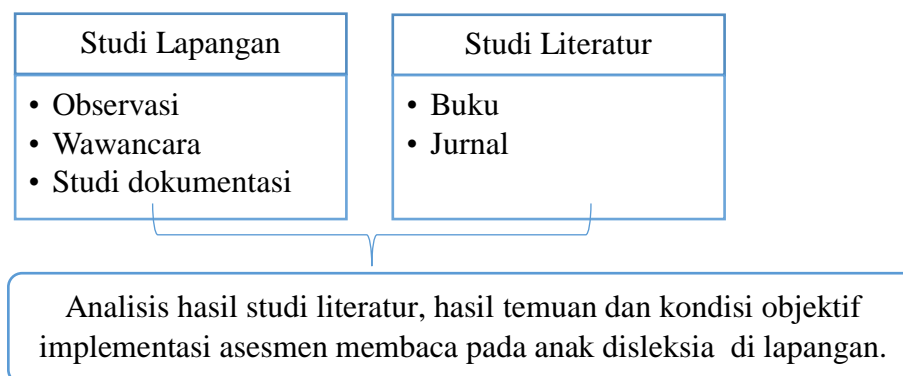 Studi Lapangan
• Observasi
• Wawancara
• Studi dokumentasi
Studi Literatur
• Buku
• Jurnal
Analisis hasil studi literatur, hasil temuan dan kondisi objektif
implementasi asesmen membaca pada anak disleksia di lapangan.